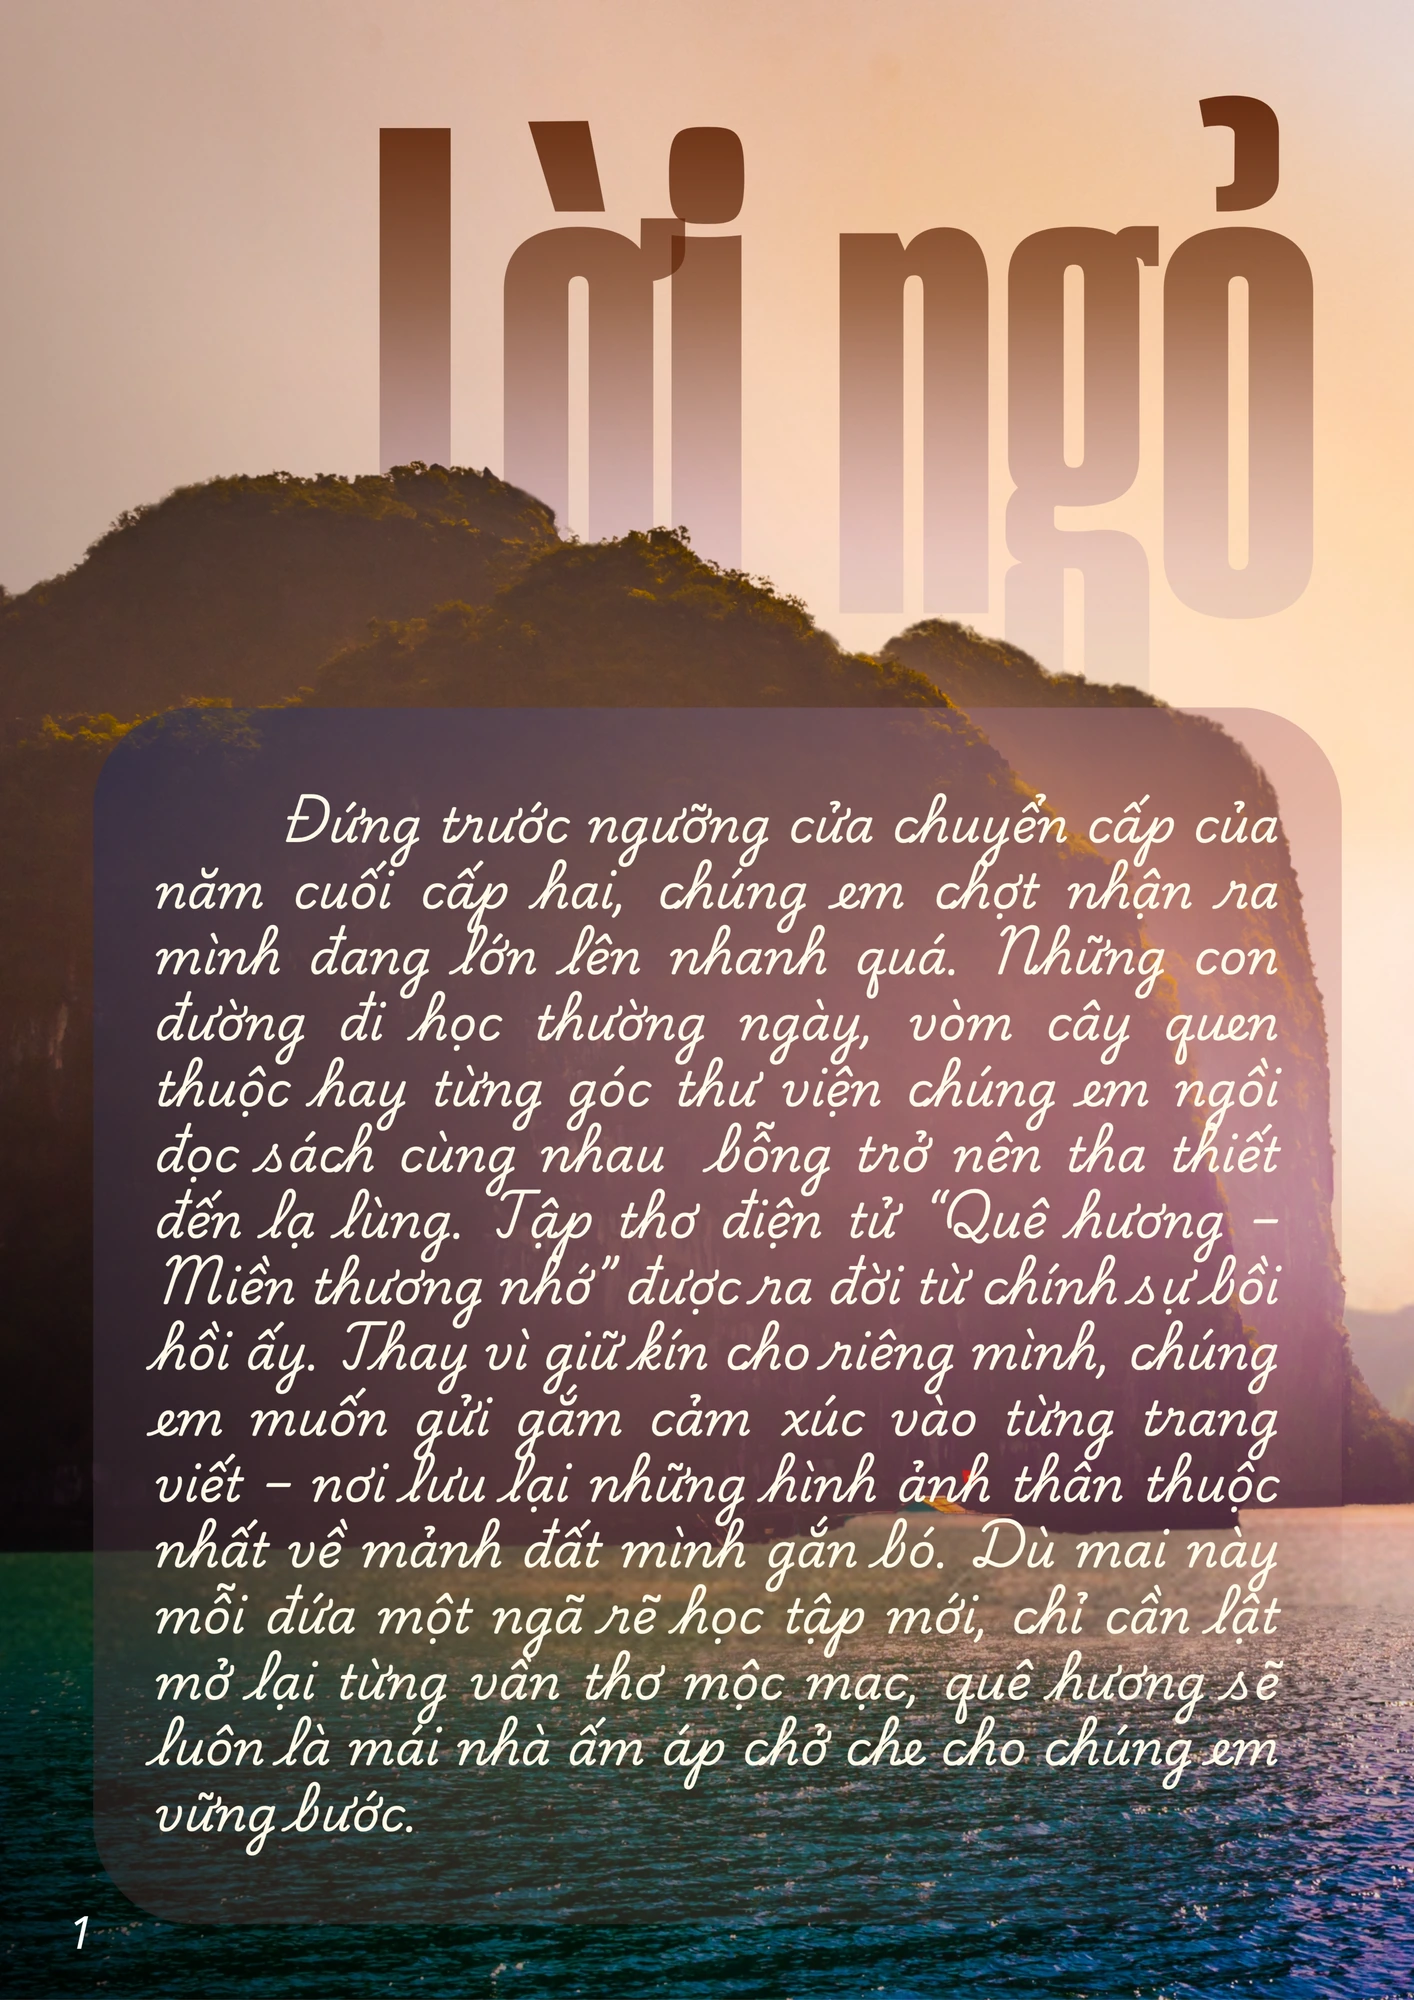 lời ngỏ
Đứng trước ngưỡng cửa chuyển cấp của
năm cuối cấp hai, chúng em chợt nhận ra
mình đang lớn lên nhanh quá. Những con
đường đi học thường ngày, vòm cây quen
thuộc hay từng góc thư viện chúng em ngồi
đọc sách cùng nhau bỗng trở nên tha thiết
đến lạ lùng. Tập thơ điện tử “Quê hương –
Miền thương nhớ” được ra đời từ chính sự bồi
hồi ấy. Thay vì giữ kín cho riêng mình, chúng
em muốn gửi gắm cảm xúc vào từng trang
viết – nơi lưu lại những hình ảnh thân thuộc
nhất về mảnh đất mình gắn bó. Dù mai này
mỗi đứa một ngã rẽ học tập mới, chỉ cần lật
mở lại từng vần thơ mộc mạc, quê hương sẽ
luôn là mái nhà ấm áp chở che cho chúng em
vững bước.
1